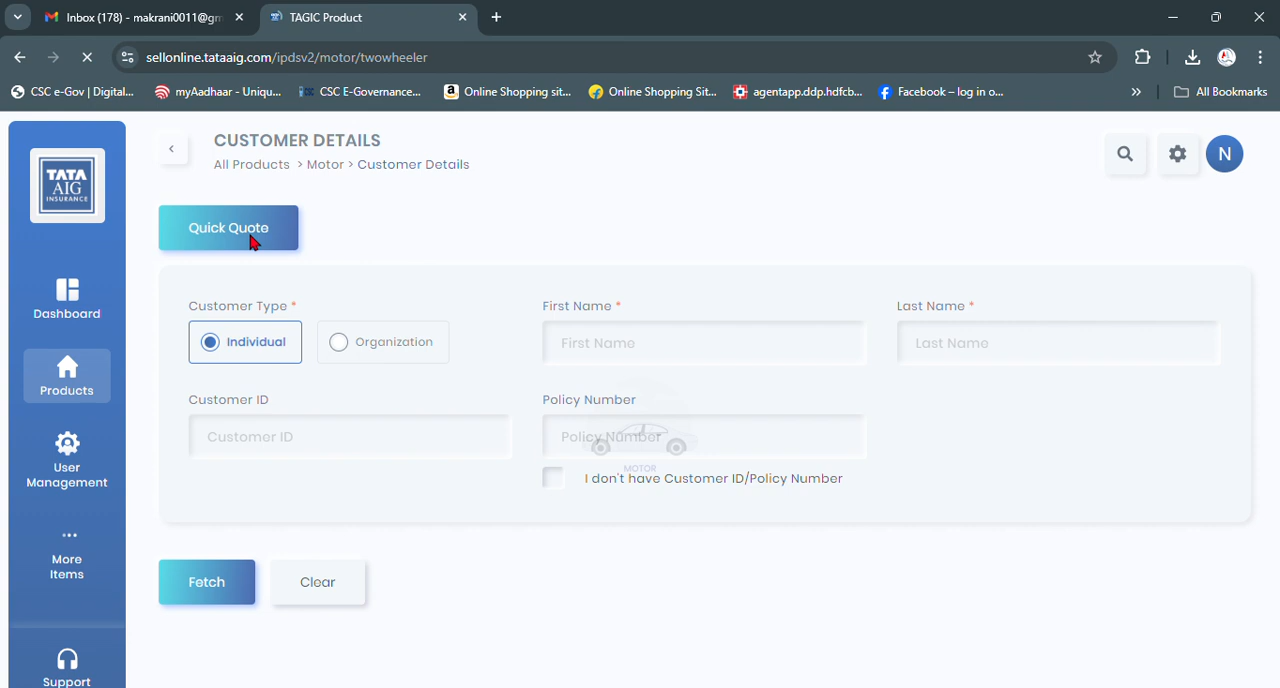 Inbox (178) - makrani0011@gm
TAGIC Product
sellonline.tataaig.com/ipdsv2/motor/twowheeler
CSC e-Gov | Digital...
myAadhaar - Uniqu...
CSC E-Governance...
Online Shopping sit...
Online Shopping Sit...
agentapp.ddp.hdfcb...
Facebook – log in o...
»
All Bookmarks
TATA
AIG
INSURANCE
CUSTOMER DETAILS
All Products > Motor > Customer Details
N
Quick Quote
Dashboard
Products
User
Management
More
Items
Support
Customer Type *
Individual
Organization
First Name *
First Name
Last Name *
Last Name
Customer ID
Customer ID
Policy Number
Policy Number
MOTOR
I don't have Customer ID/Policy Number
Fetch
Clear